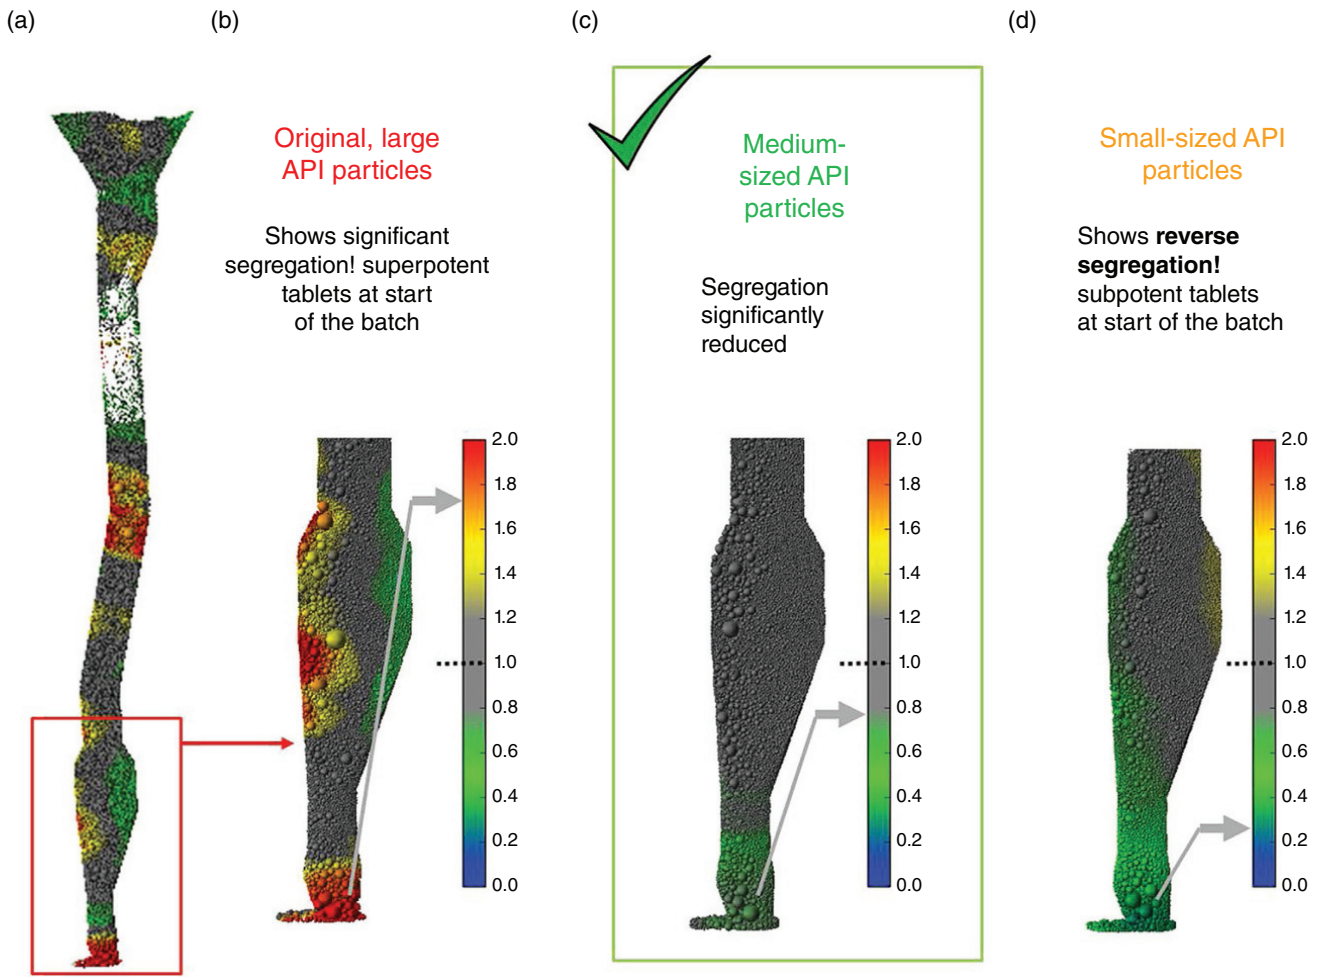 (a)
(b)
(c)
(d)
Original, large
API particles
Shows significant
segregation! superpotent
tablets at start
of the batch
2.0
1.8
1.6
1.4
1.2
1.0
0.8
0.6
0.4
0.2
0.0
Medium-
sized API
particles
Segregation
significantly
reduced
2.0
1.8
1.6
1.4
1.2
1.0
0.8
0.6
0.4
0.2
0.0
Small-sized API
particles
Shows reverse
segregation!
subpotent tablets
at start of the batch
2.0
1.8
1.6
1.4
1.2
1.0
0.8
0.6
0.4
0.2
0.0